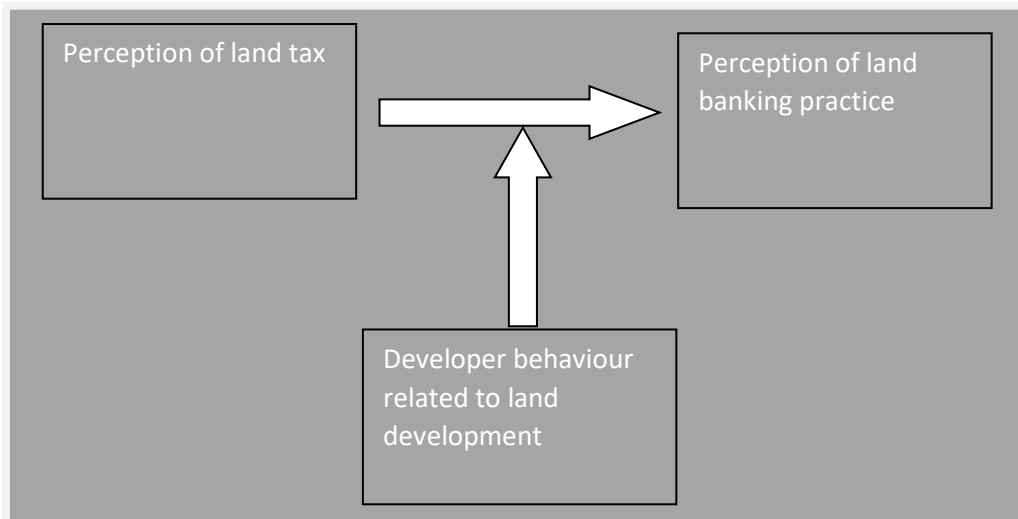 Perception of land tax
Perception of land
banking practice
Developer behaviour
related to land
development